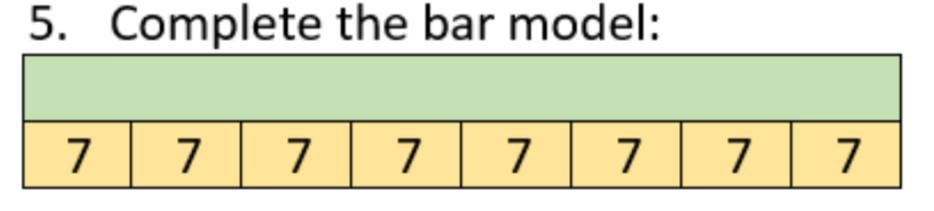 5. Complete the bar model:
7 7 7 7 7 7 7 7